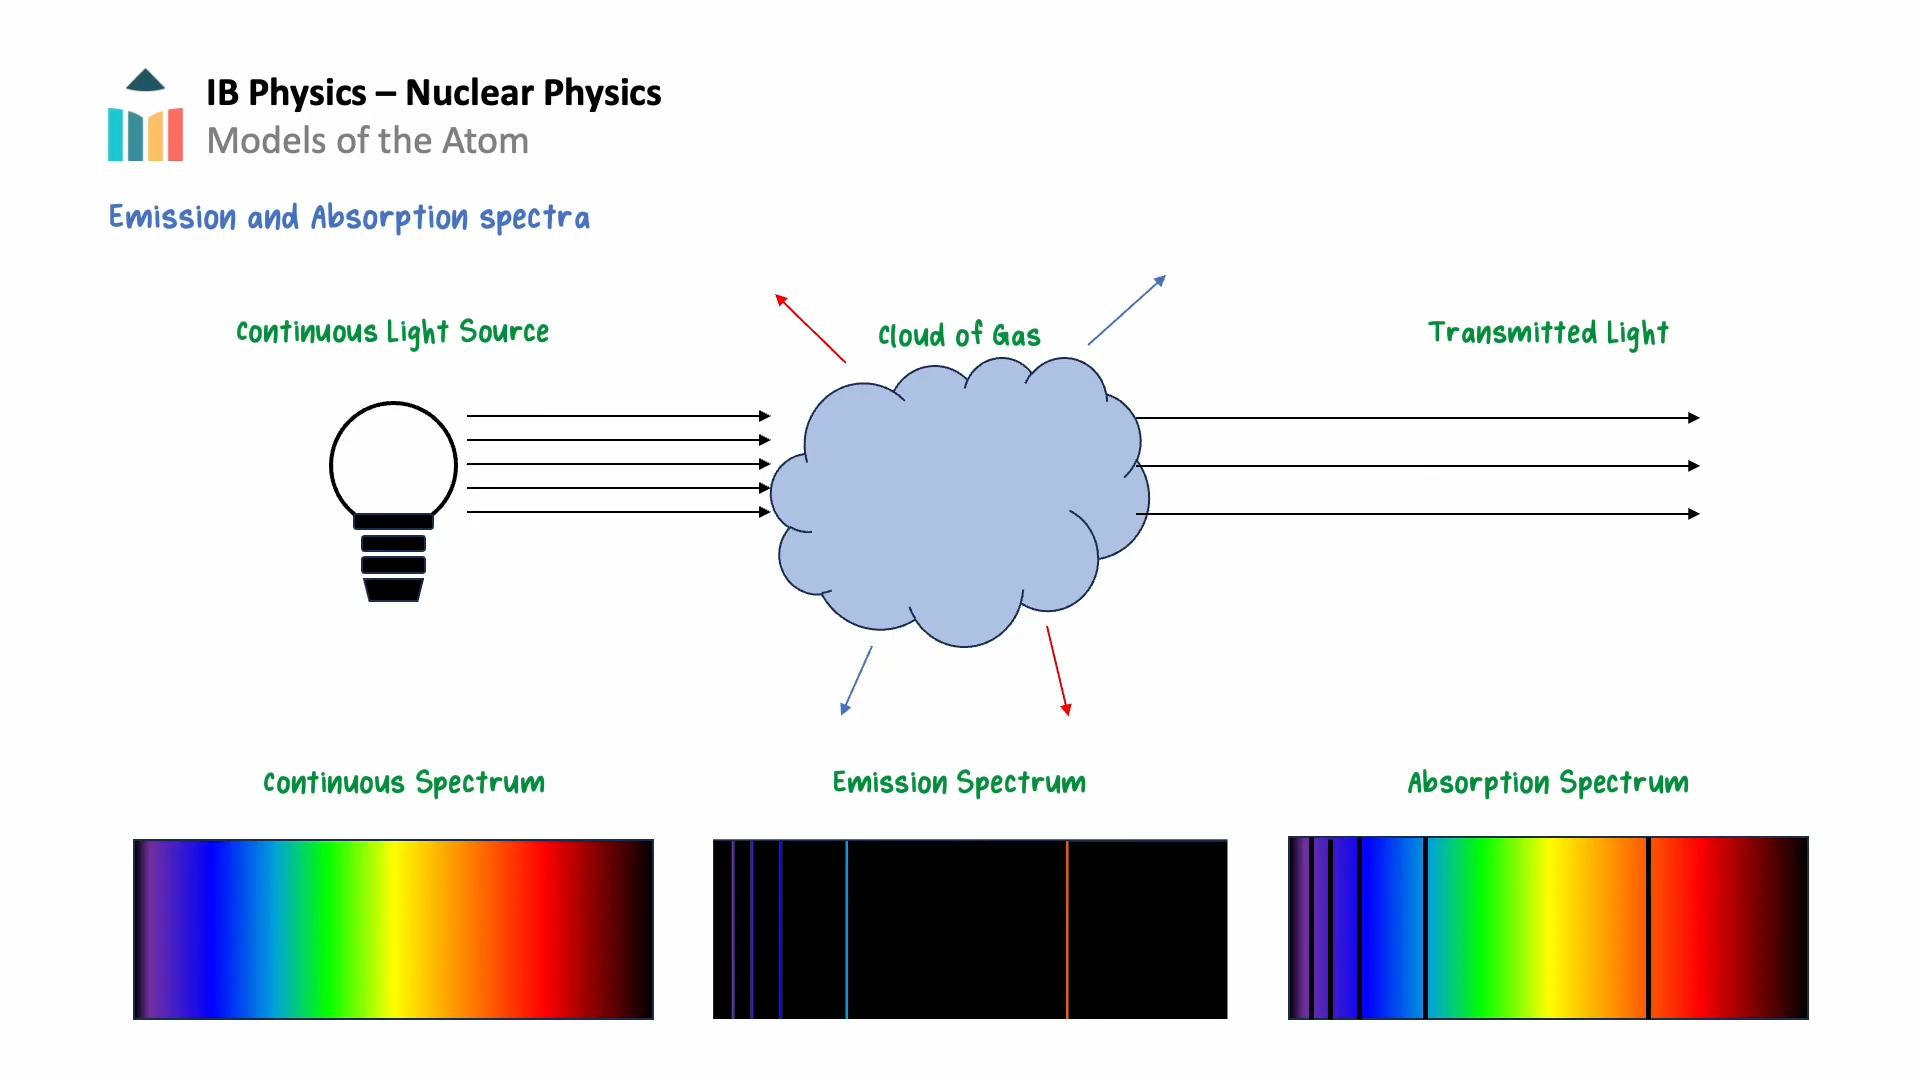 IB Physics – Nuclear Physics
Models of the Atom
Emission and Absorption spectra
Continuous Light Source
Cloud of Gas
Transmitted Light
Continuous Spectrum
Emission Spectrum
Absorption Spectrum